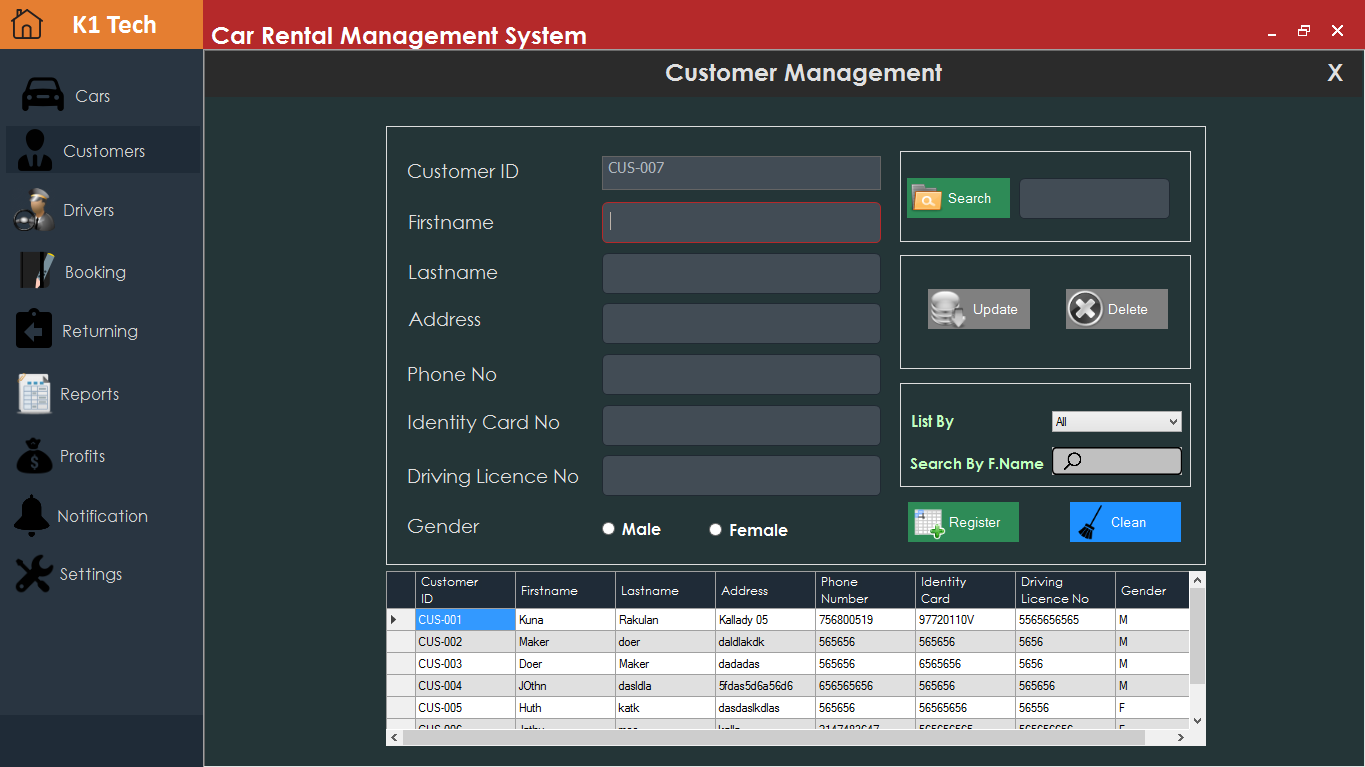 K1 Tech
Car Rental Management System
Customer Management
X
Cars
Customers
Drivers
Booking
Returning
Reports
Profits
Notification
Settings
Customer ID CUS-007
Firstname
Lastname
Address
Phone No
Identity Card No
Driving Licence No
Gender Male Female
Search
Update Delete
List By All
Search By F.Name
Register Clean
Customer ID Firstname Lastname Address Phone Number Identity Card Driving Licence No Gender
CUS-001 Kuna Rakulan Kallady 05 756800519 97720110V 5565656565 M
CUS-002 Maker doer daldlakdk 565656 565656 5656 M
CUS-003 Doer Maker dadadas 565656 6565656 5656 M
CUS-004 JOthn dasldla 5fdas5d6a56d6 656565656 565656 565656 M
CUS-005 Huth katk dasdaslkdlas 565656 56565656 56556 F
CUS-006 2147483647